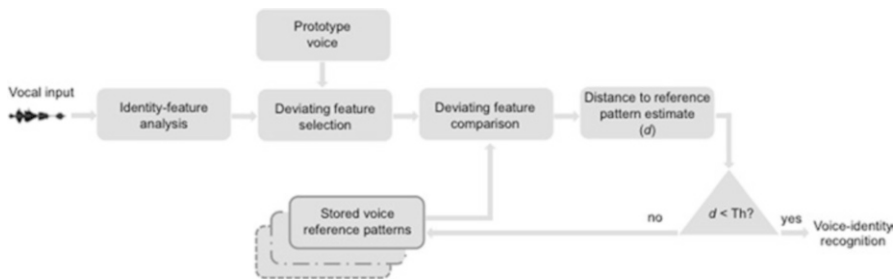 Prototype
voice
Vocal input
Identity-feature
analysis
Deviating feature
selection
Deviating feature
comparison
Distance to reference
pattern estimate
(d)
Stored voice
reference patterns
no
d < Th?
yes
Voice-identity
recognition